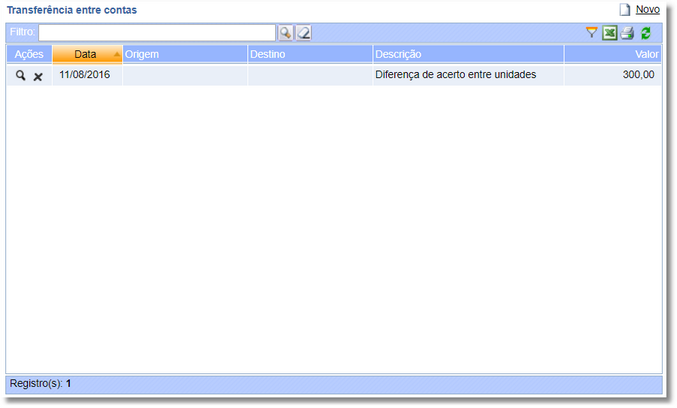 Transferência entre contas Novo
Filtro:
Ações Data Origem Destino Descrição Valor
11/08/2016 Diferença de acerto entre unidades 300,00
Registro(s): 1